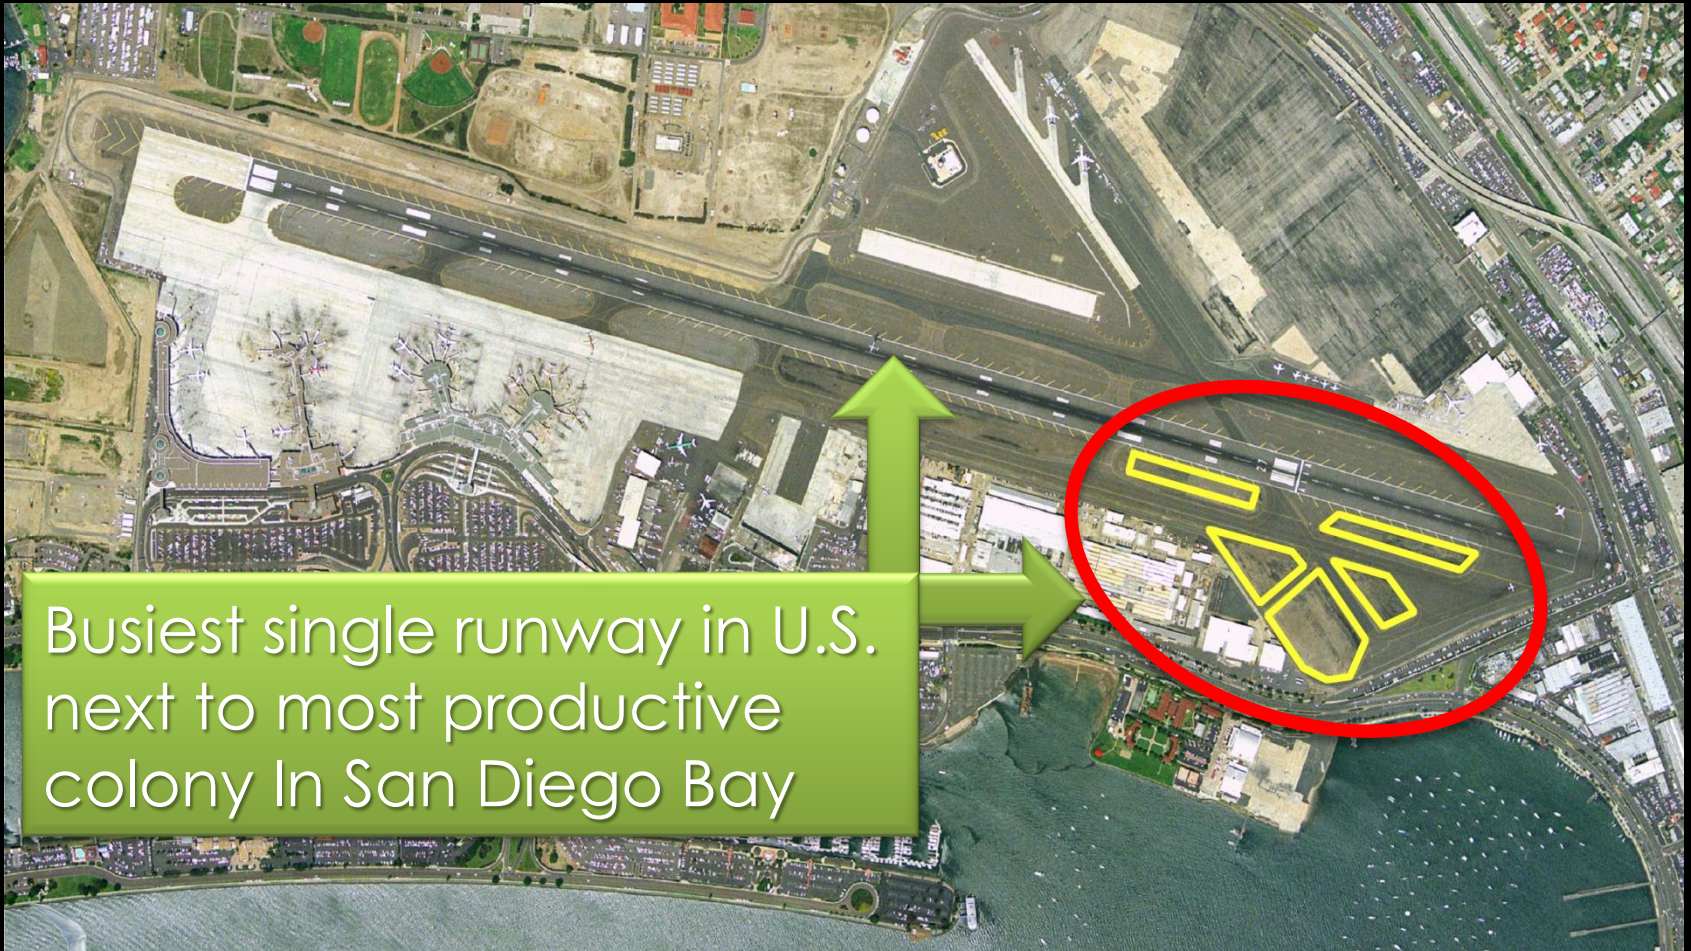 Busiest single runway in U.S.
next to most productive
colony In San Diego Bay